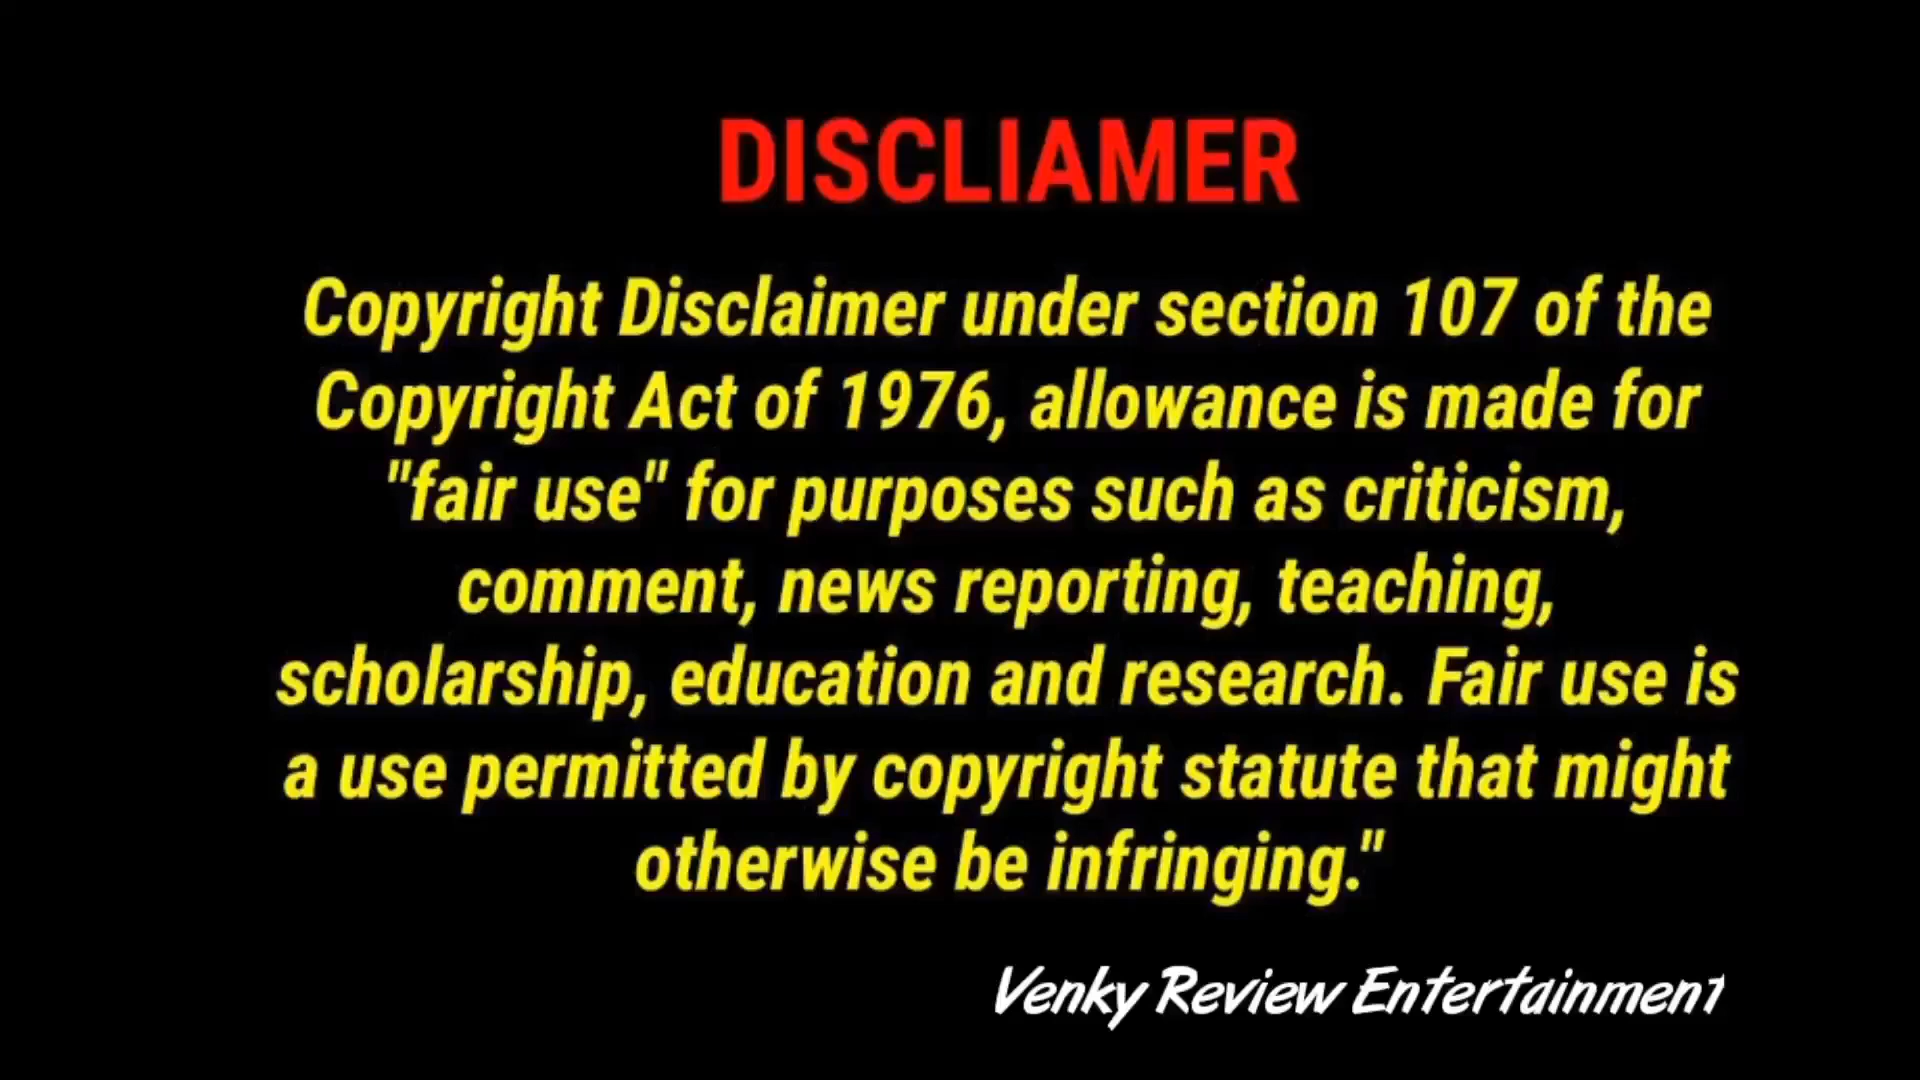 DISCLIAMER
Copyright Disclaimer under section 107 of the
Copyright Act of 1976, allowance is made for
"fair use" for purposes such as criticism,
comment, news reporting, teaching,
scholarship, education and research. Fair use is
a use permitted by copyright statute that might
otherwise be infringing."
Venky Review Entertainment